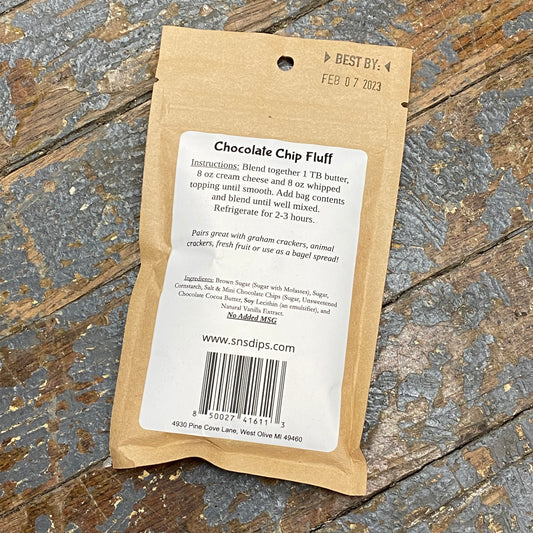 BEST BY:
FEB 07 2023
Chocolate Chip Fluff
Instructions: Blend together 1 TB butter,
8 oz cream cheese and 8 oz whipped
topping until smooth. Add bag contents
and blend until well mixed.
Refrigerate for 2-3 hours.
Pairs great with graham crackers, animal
crackers, fresh fruit or use as a bagel spread!
Ingredients: Brown Sugar (Sugar with Molasses), Sugar,
Cornstarch, Salt & Mini Chocolate Chips (Sugar, Unsweetened
Chocolate Cocoa Butter, Soy Lecithin (an emulsifier), and
Natural Vanilla Extract.
No Added MSG
www.snsdips.com
8 50027 41611 3
4930 Pine Cove Lane, West Olive MI 49460